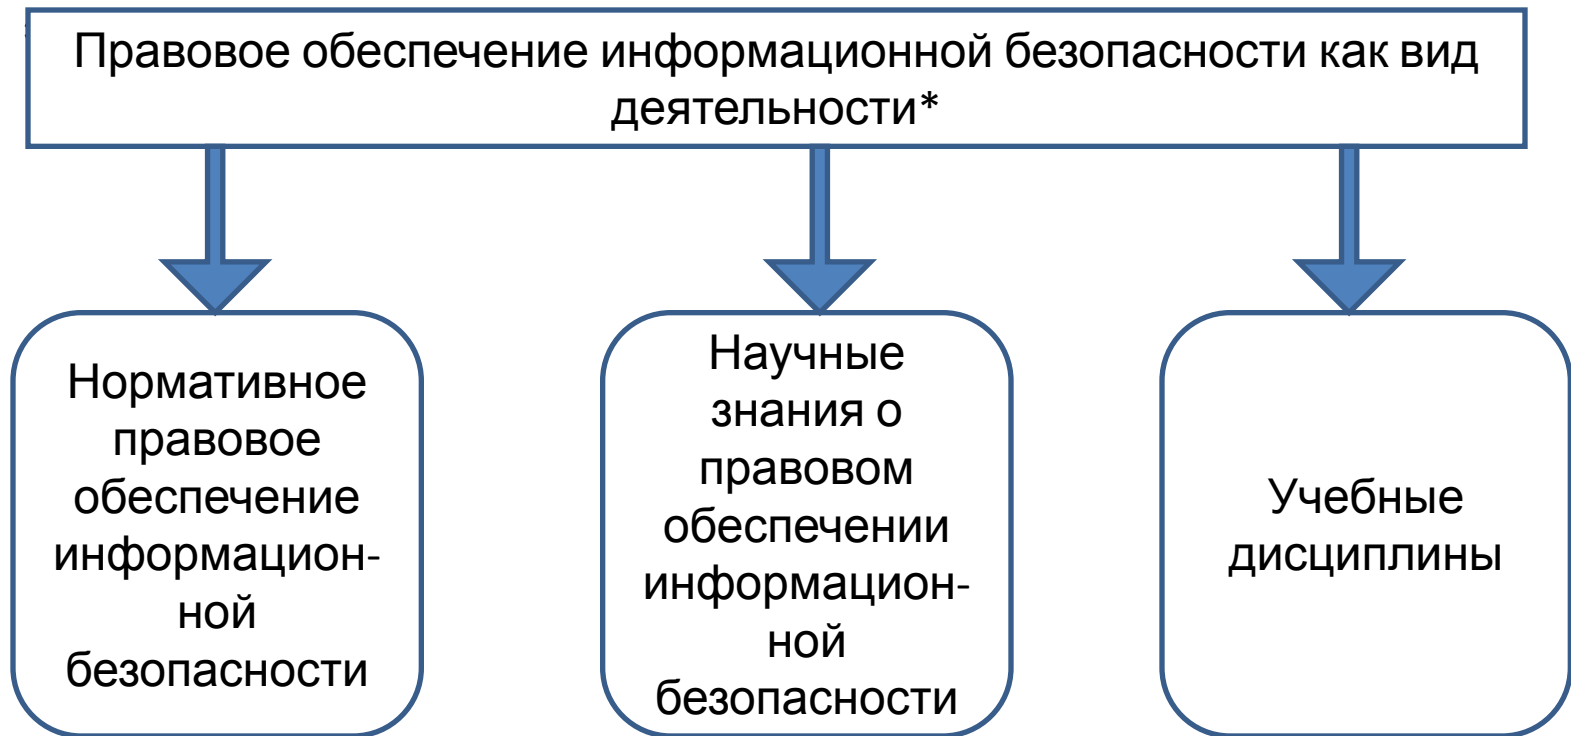 Правовое обеспечение информационной безопасности как вид
деятельности*
Нормативное
правовое
обеспечение
информацион-
ной
безопасности
Научные
знания о
правовом
обеспечении
информацион-
ной
безопасности
Учебные
дисциплины